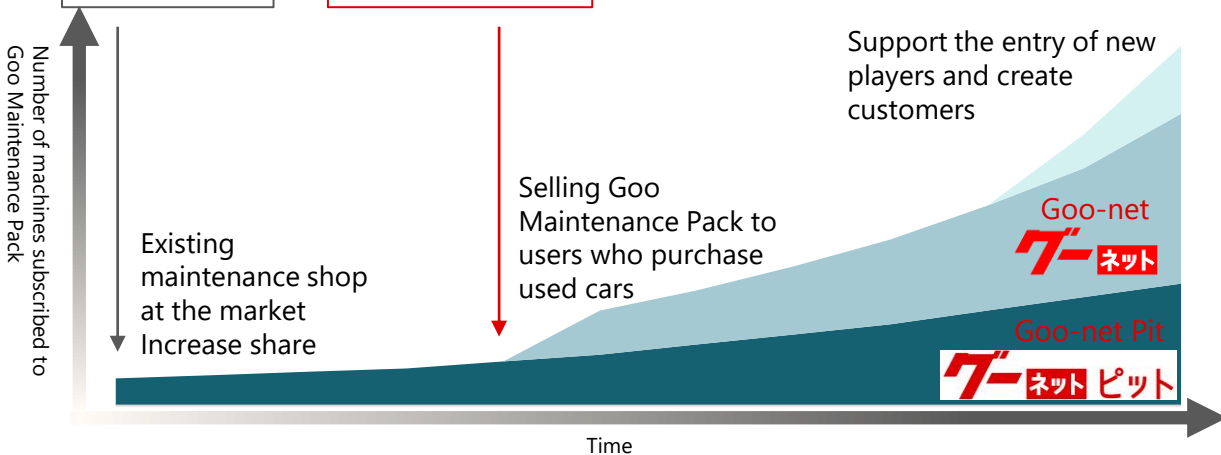 Number of machines subscribed to
Goo Maintenance Pack
Existing
maintenance shop
at the market
Increase share
Selling Goo
Maintenance Pack to
users who purchase
used cars
Support the entry of new
players and create
customers
Goo-net
グーネット
Goo-net Pit
グーネットピット
Time